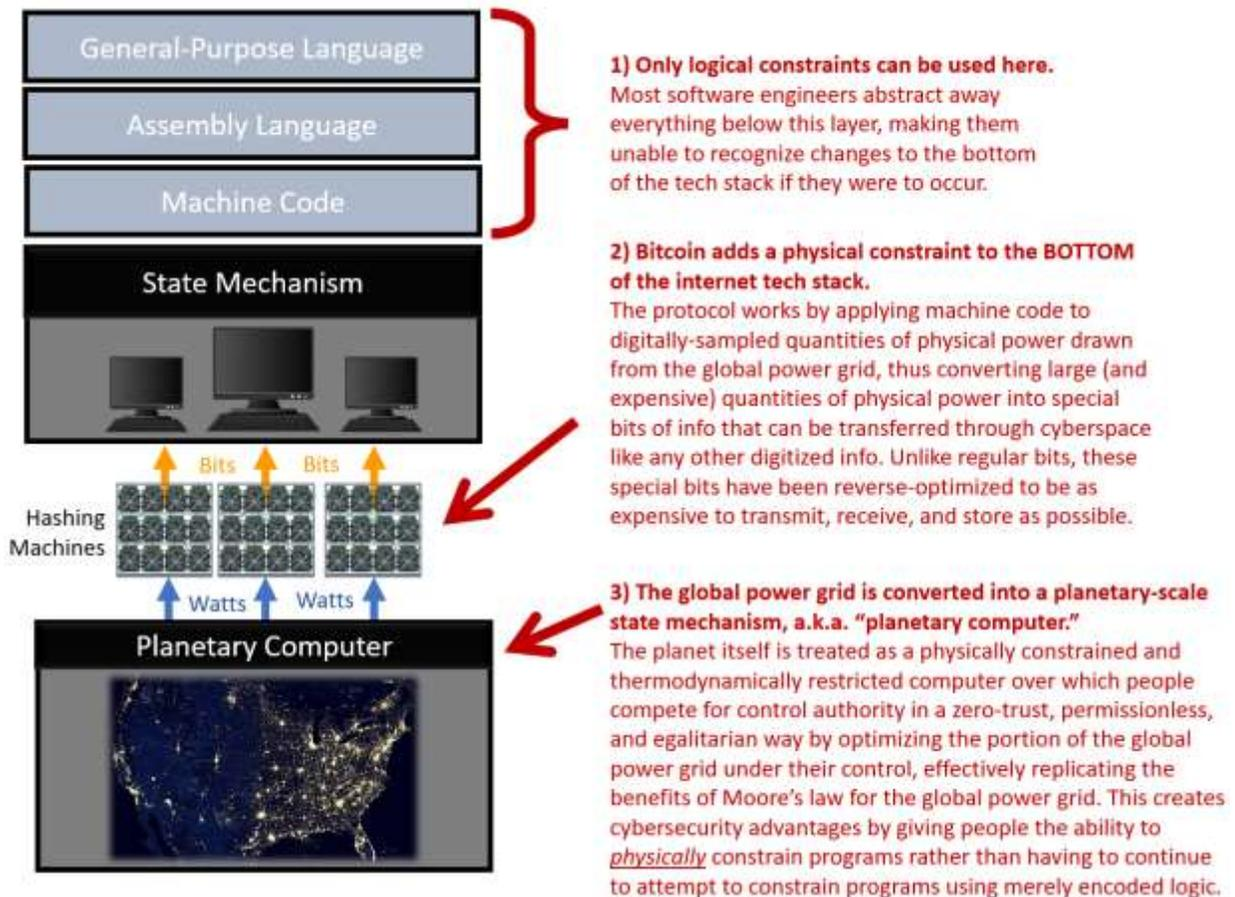 General-Purpose Language
Assembly Language
Machine Code
State Mechanism
Bits
Bits
Hashing
Machines
Watts
Watts
Planetary Computer
1) Only logical constraints can be used here.
Most software engineers abstract away
everything below this layer, making them
unable to recognize changes to the bottom
of the tech stack if they were to occur.
2) Bitcoin adds a physical constraint to the BOTTOM
of the internet tech stack.
The protocol works by applying machine code to
digitally-sampled quantities of physical power drawn
from the global power grid, thus converting large (and
expensive) quantities of physical power into special
bits of info that can be transferred through cyberspace
like any other digitized info. Unlike regular bits, these
special bits have been reverse-optimized to be as
expensive to transmit, receive, and store as possible.
3) The global power grid is converted into a planetary-scale
state mechanism, a.k.a. “planetary computer.”
The planet itself is treated as a physically constrained and
thermodynamically restricted computer over which people
compete for control authority in a zero-trust, permissionless,
and egalitarian way by optimizing the portion of the global
power grid under their control, effectively replicating the
benefits of Moore’s law for the global power grid. This creates
cybersecurity advantages by giving people the ability to
physically constrain programs rather than having to continue
to attempt to constrain programs using merely encoded logic.